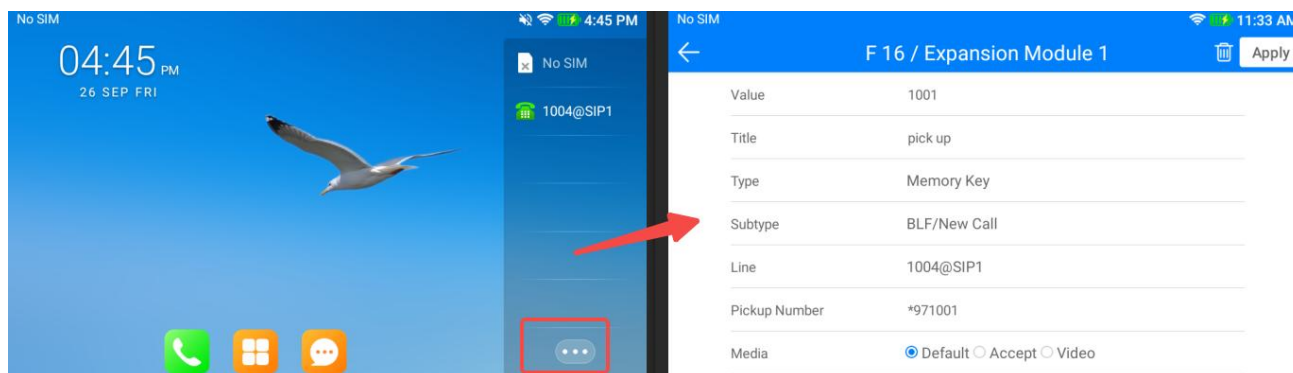 No SIM
4:45 PM
04:45 PM
26 SEP FRI
No SIM
1004@SIP1
No SIM
11:33 AM
F 16 / Expansion Module 1
Apply
Value 1001
Title pick up
Type Memory Key
Subtype BLF/New Call
Line 1004@SIP1
Pickup Number *971001
Media Default Accept Video